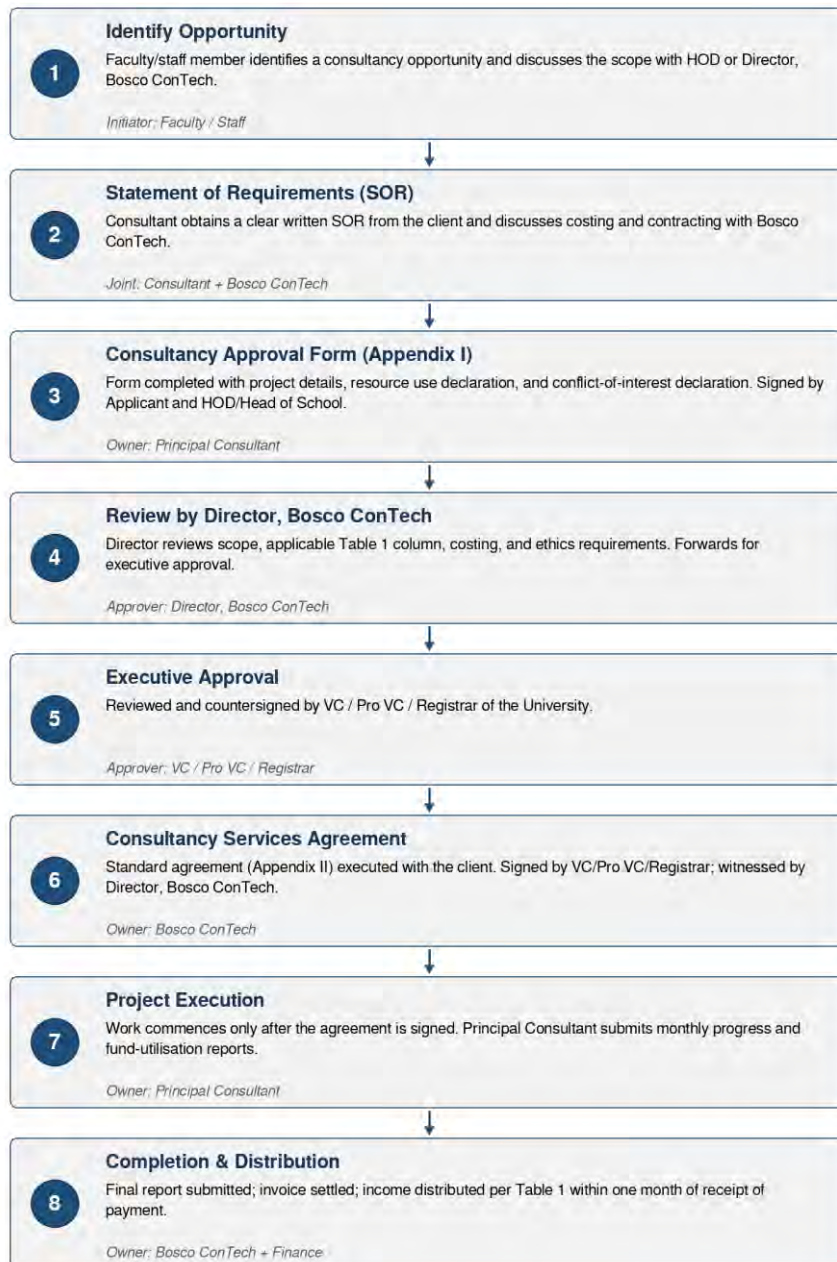 Identify Opportunity
1
Faculty/staff member identifies a consultancy opportunity and discusses the scope with HOD or Director,
Bosco ConTech.
Initiator: Faculty / Staff
Statement of Requirements (SOR)
2
Consultant obtains a clear written SOR from the client and discusses costing and contracting with Bosco
ConTech.
Joint: Consultant + Bosco ConTech
Consultancy Approval Form (Appendix I)
3
Form completed with project details, resource use declaration, and conflict-of-interest declaration. Signed by
Applicant and HOD/Head of School.
Owner: Principal Consultant
Review by Director, Bosco ConTech
4
Director reviews scope, applicable Table 1 column, costing, and ethics requirements. Forwards for
executive approval.
Approver: Director, Bosco ConTech
Executive Approval
5
Reviewed and countersigned by VC / Pro VC / Registrar of the University.
Approver: VC / Pro VC / Registrar
Consultancy Services Agreement
6
Standard agreement (Appendix II) executed with the client. Signed by VC/Pro VC/Registrar; witnessed by
Director, Bosco ConTech.
Owner: Bosco ConTech
Project Execution
7
Work commences only after the agreement is signed. Principal Consultant submits monthly progress and
fund-utilisation reports.
Owner: Principal Consultant
Completion & Distribution
8
Final report submitted; invoice settled; income distributed per Table 1 within one month of receipt of
payment.
Owner: Bosco ConTech + Finance